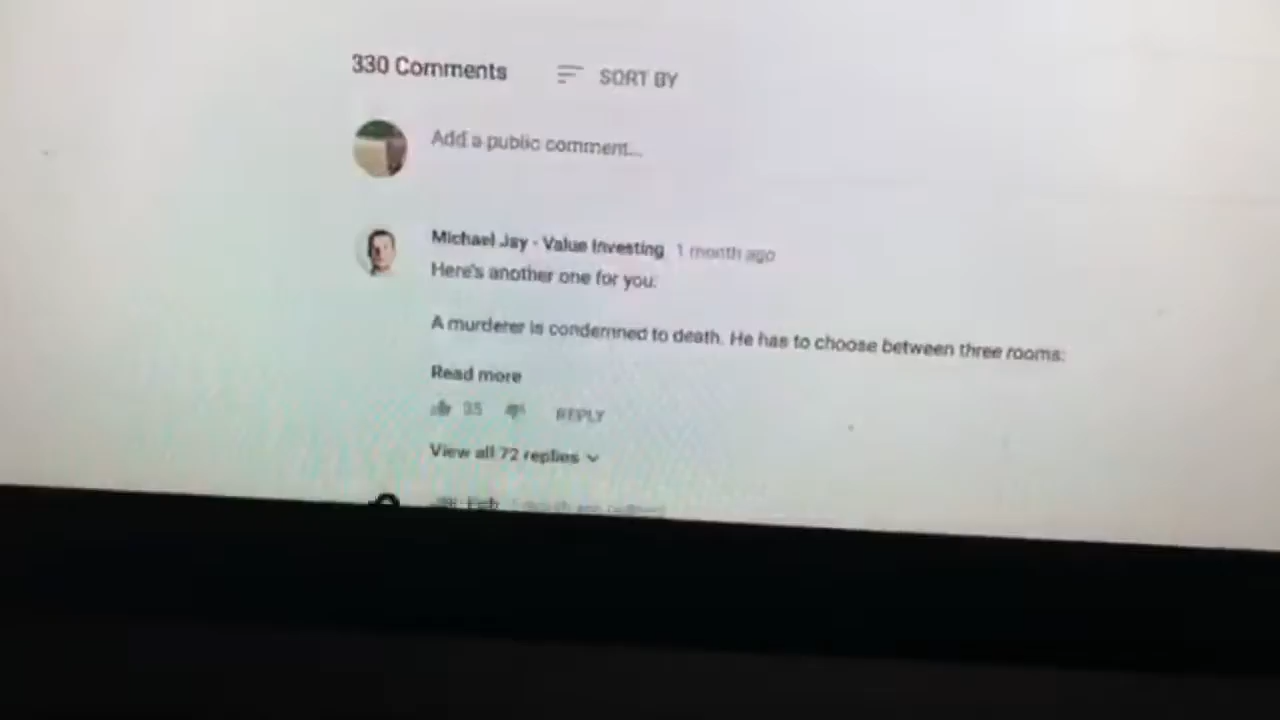 330 Comments SORT BY
Add a public comment...
Michael Jay - Value Investing 1 month ago
Here's another one for you:
A murderer is condemned to death. He has to choose between three rooms:
Read more
35 REPLY
View all 72 replies